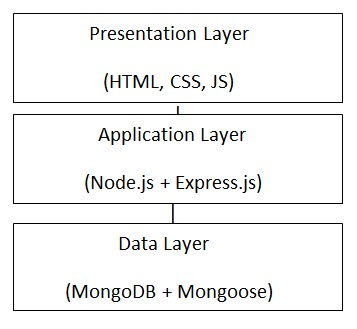 Presentation Layer
(HTML, CSS, JS)
Application Layer
(Node.js + Express.js)
Data Layer
(MongoDB + Mongoose)